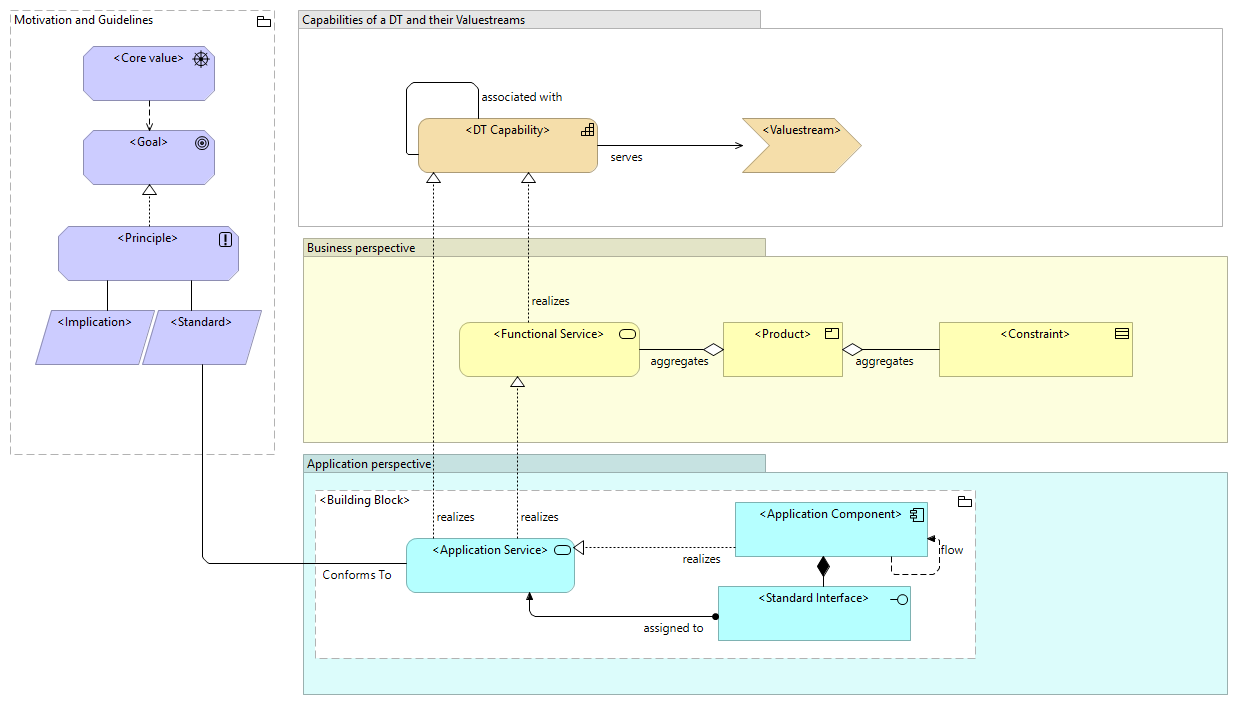 Motivation and Guidelines
<Core value>
<Goal>
<Principle>
<Implication>
<Standard>
Capabilities of a DT and their Valuestreams
associated with
<DT Capability>
<Valuestream>
serves
Business perspective
realizes
<Functional Service>
<Product>
<Constraint>
aggregates
aggregates
Application perspective
<Building Block>
realizes
realizes
<Application Component>
<Application Service>
flow
realizes
Conforms To
<Standard Interface>
assigned to